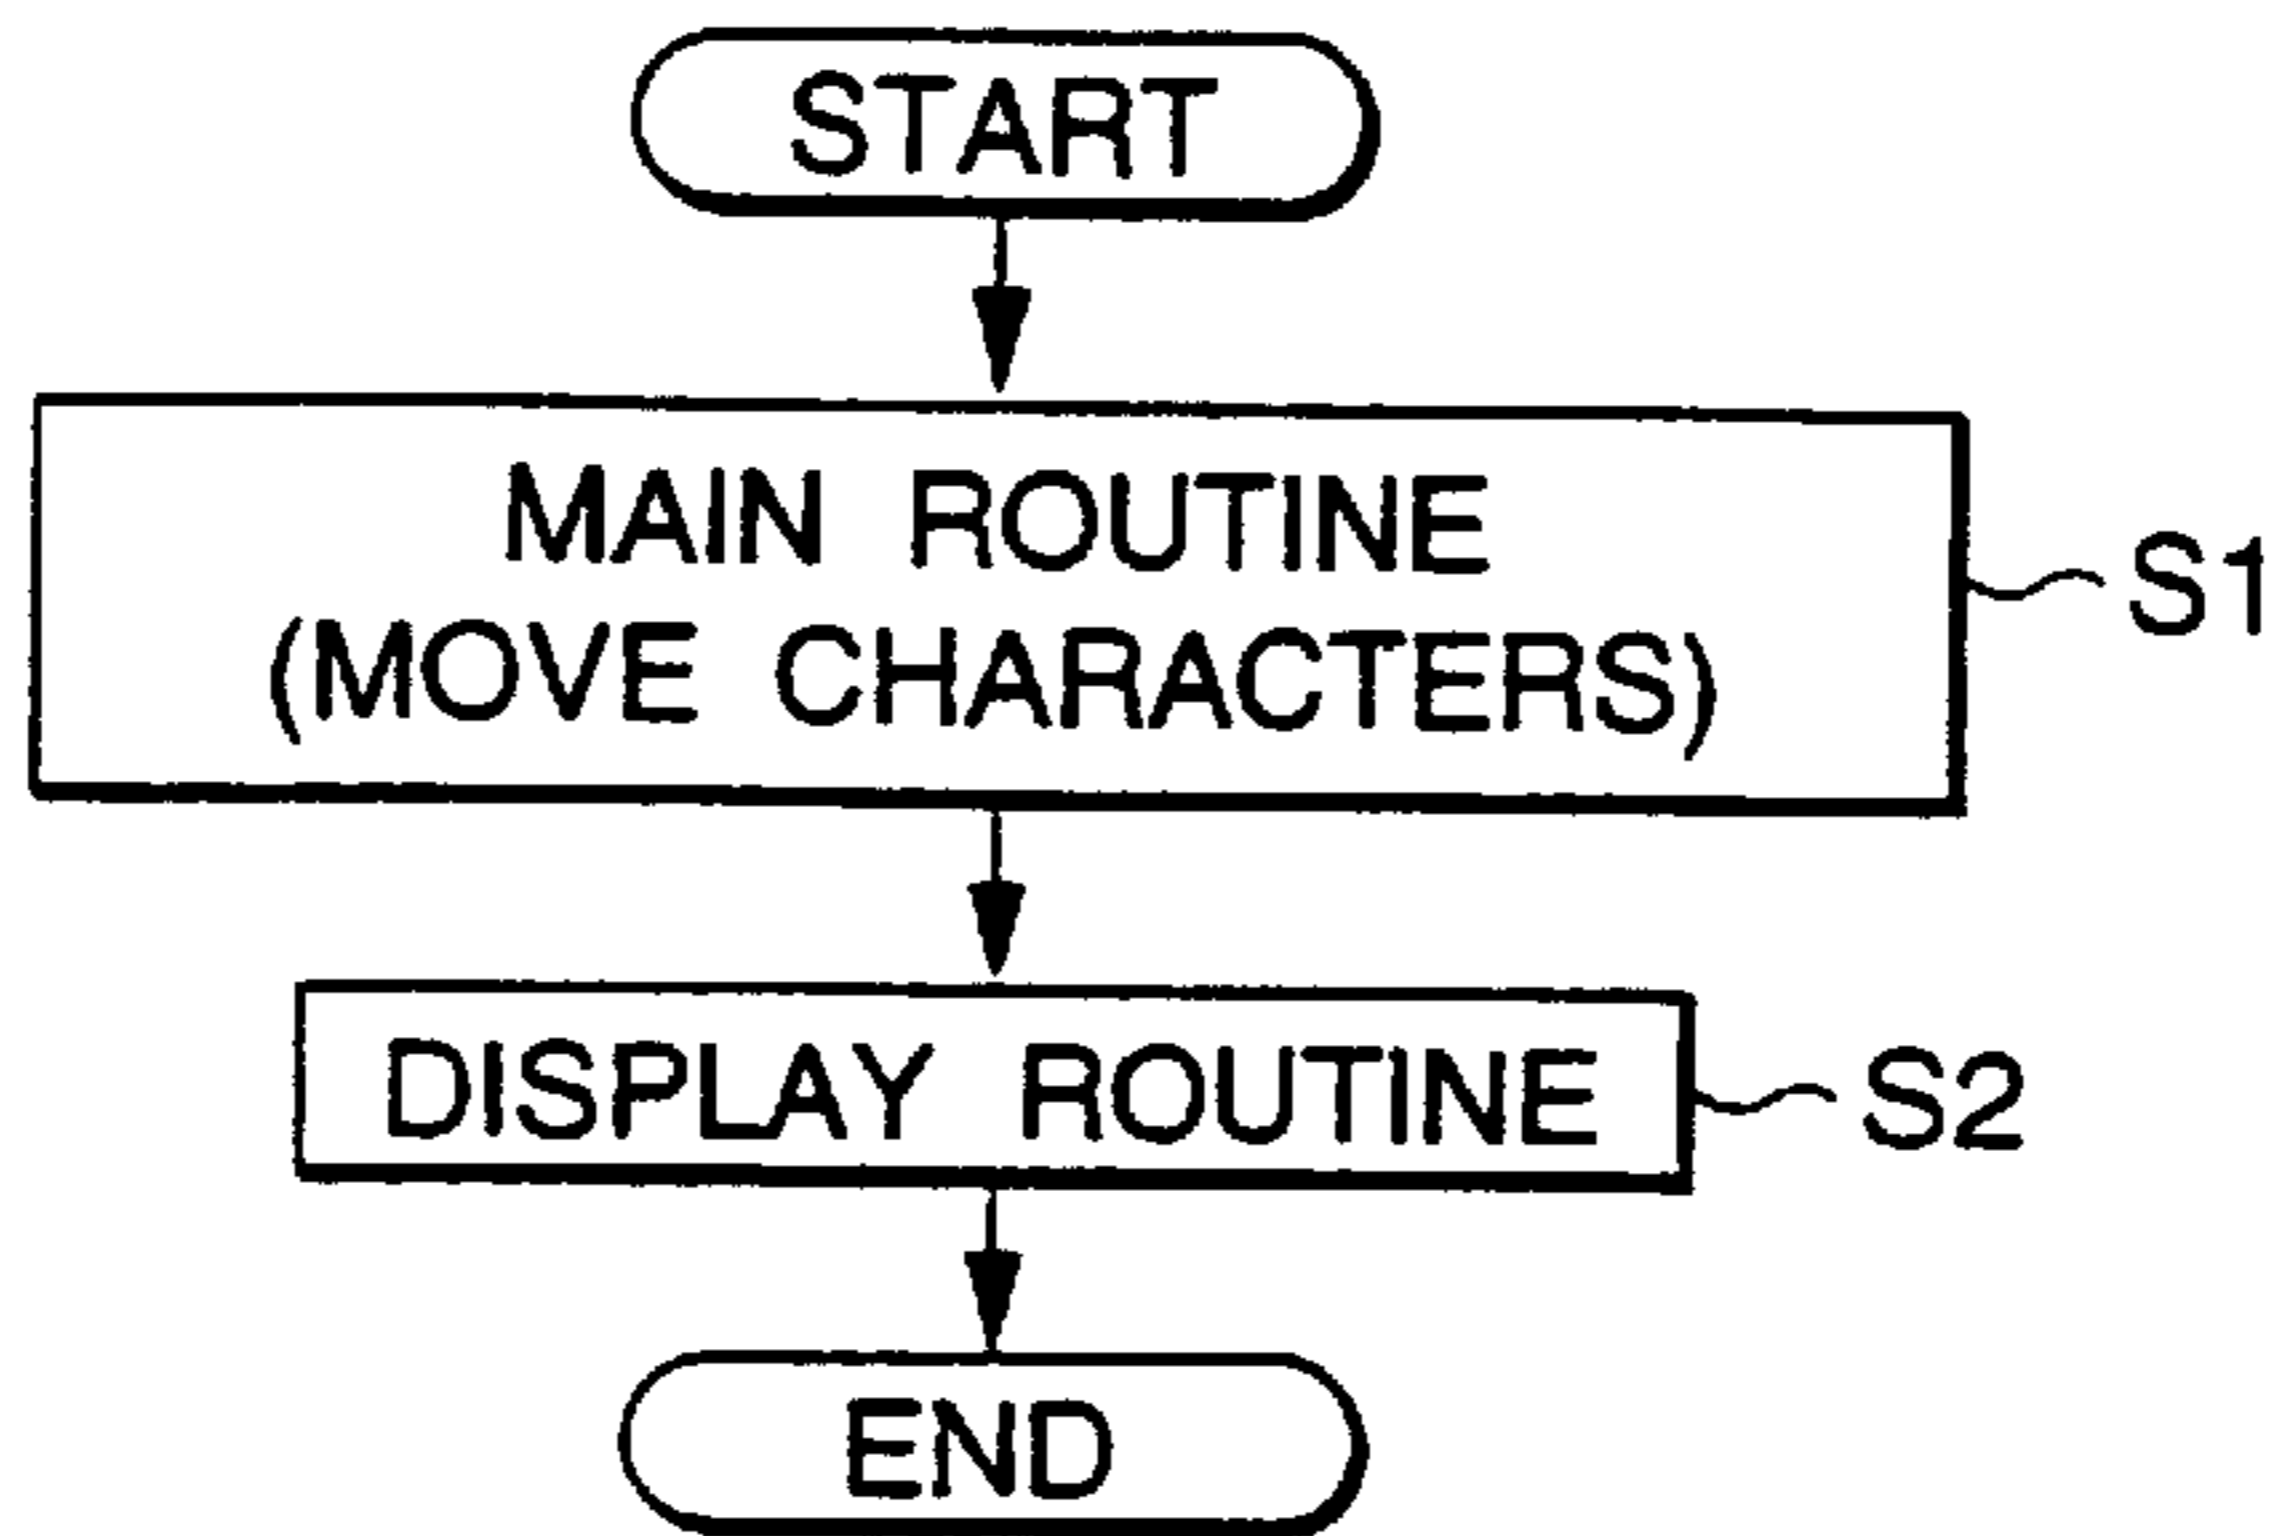 START
MAIN ROUTINE
(MOVE CHARACTERS)
S1
DISPLAY ROUTINE
S2
END